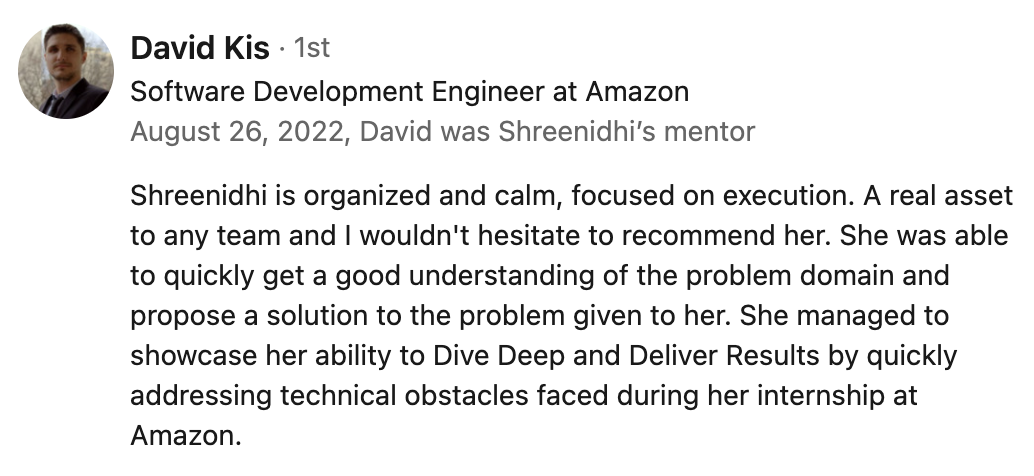 David Kis · 1st
Software Development Engineer at Amazon
August 26, 2022, David was Shreenidhi’s mentor
Shreenidhi is organized and calm, focused on execution. A real asset
to any team and I wouldn't hesitate to recommend her. She was able
to quickly get a good understanding of the problem domain and
propose a solution to the problem given to her. She managed to
showcase her ability to Dive Deep and Deliver Results by quickly
addressing technical obstacles faced during her internship at
Amazon.